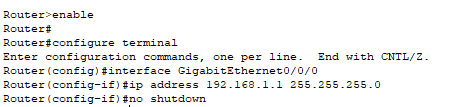 Router>enable
Router#
Router#configure terminal
Enter configuration commands, one per line.  End with CNTL/Z.
Router(config)#interface GigabitEthernet0/0/0
Router(config-if)#ip address 192.168.1.1 255.255.255.0
Router(config-if)#no shutdown